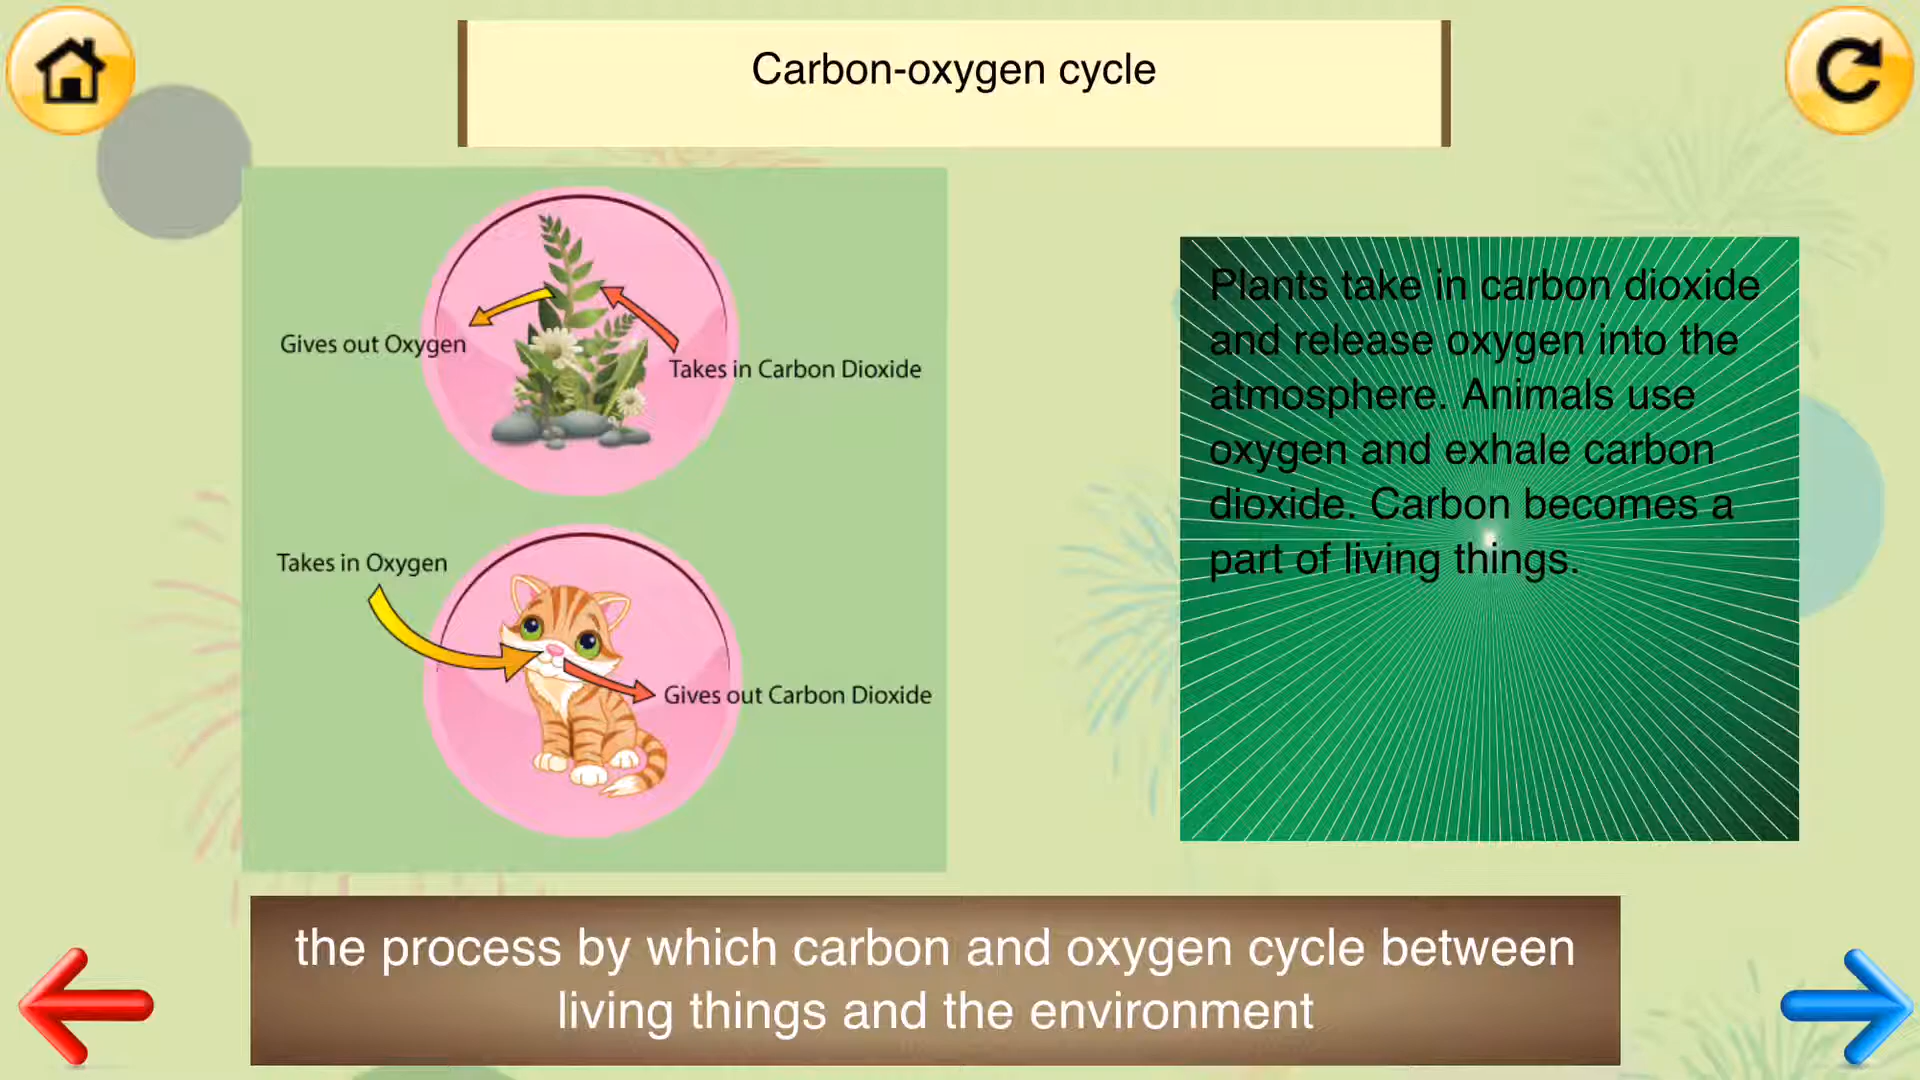 Carbon-oxygen cycle
Gives out Oxygen
Takes in Carbon Dioxide
Takes in Oxygen
Gives out Carbon Dioxide
Plants take in carbon dioxide
and release oxygen into the
atmosphere. Animals use
oxygen and exhale carbon
dioxide. Carbon becomes a
part of living things.
the process by which carbon and oxygen cycle between
living things and the environment